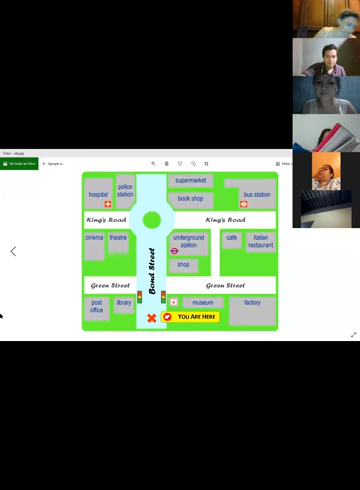 supermarket
police
station
hospital
book shop
bus station
King's Road
King's Road
cinema
theatre
underground
station
café
Italian
restaurant
shop
Bond Street
Green Street
Green Street
post
office
library
museum
factory
YOU ARE HERE